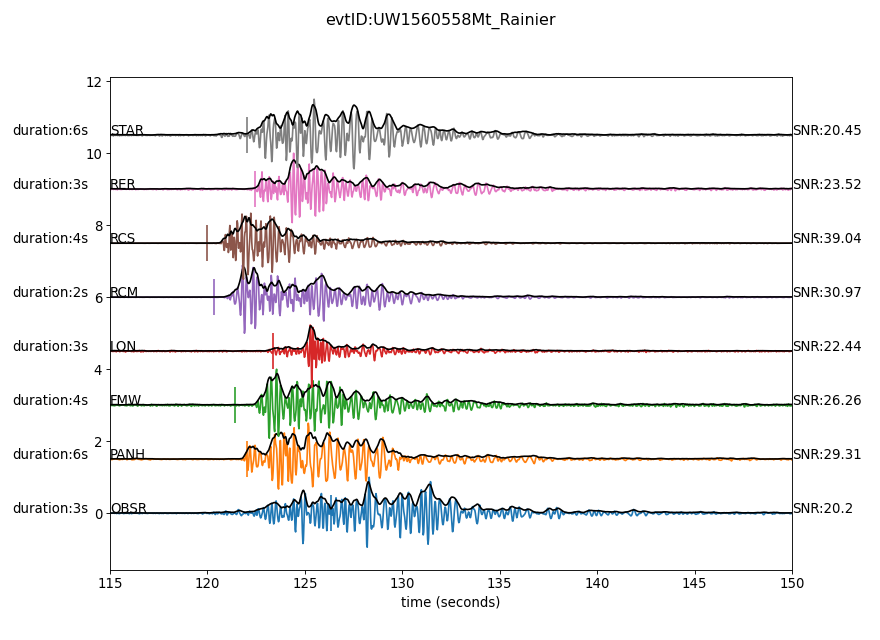 evtID:UW1560558Mt_Rainier
12
duration:6s STAR SNR:20.45
10
duration:3s RER SNR:23.52
8
duration:4s RCS SNR:39.04
duration:2s RCM SNR:30.97
6
duration:3s LON SNR:22.44
4
duration:4s FMW SNR:26.26
2
duration:6s PANH SNR:29.31
duration:3s OBSR SNR:20.2
0
115 120 125 130 135 140 145 150
time (seconds)